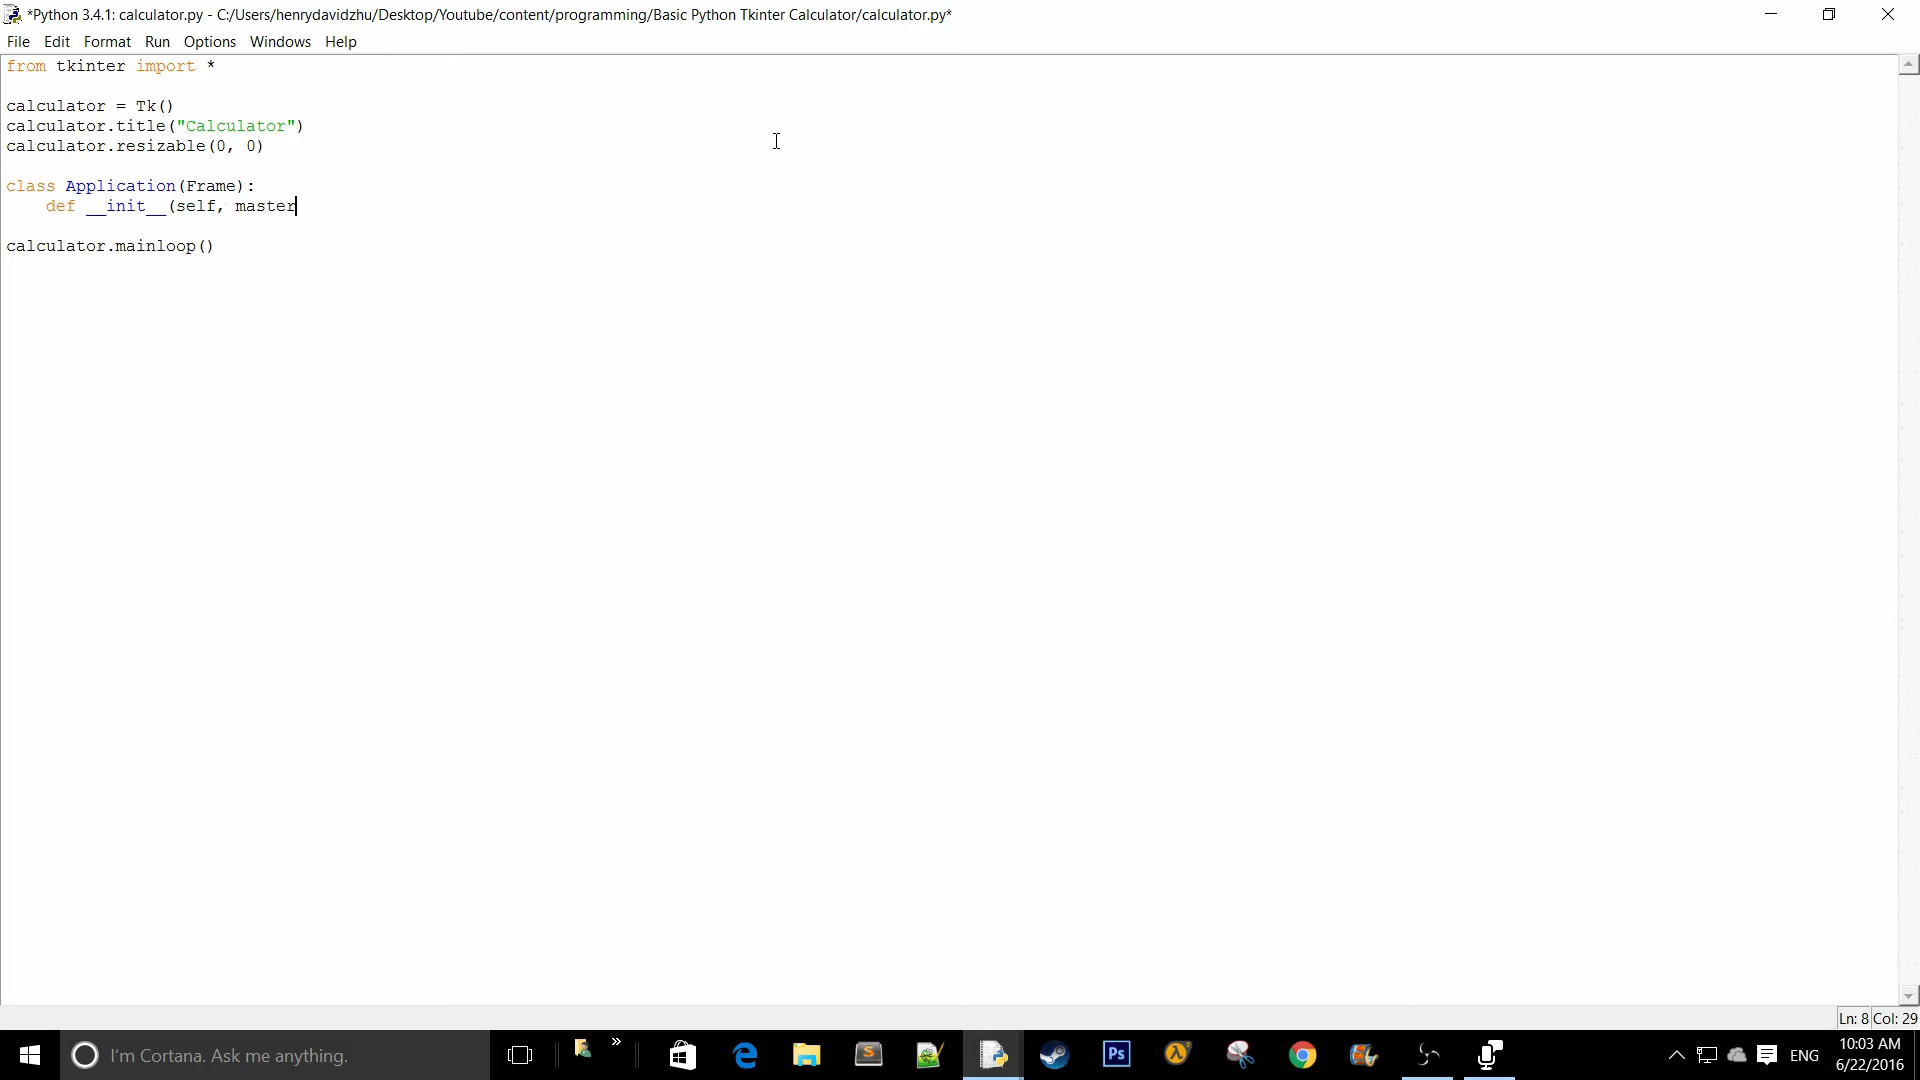 *Python 3.4.1: calculator.py - C:/Users/henrydavidzhu/Desktop/Youtube/content/programming/Basic Python Tkinter Calculator/calculator.py*
File Edit Format Run Options Windows Help
from tkinter import *
calculator = Tk()
calculator.title("Calculator")
calculator.resizable(0, 0)
class Application(Frame):
def __init__(self, master
calculator.mainloop()
Ln: 8 Col: 29
I'm Cortana. Ask me anything.
»
S
Ps
ENG
10:03 AM
6/22/2016